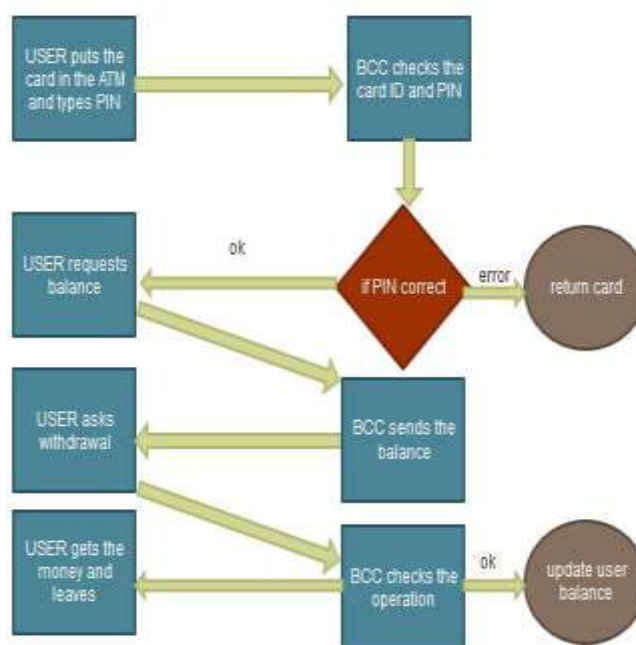 USER puts the
card in the ATM
and types PIN
BCC checks the
card ID and PIN
USER requests
balance
ok
if PIN correct
error
return card
USER asks
withdrawal
BCC sends the
balance
USER gets the
money and
leaves
BCC checks the
operation
ok
update user
balance